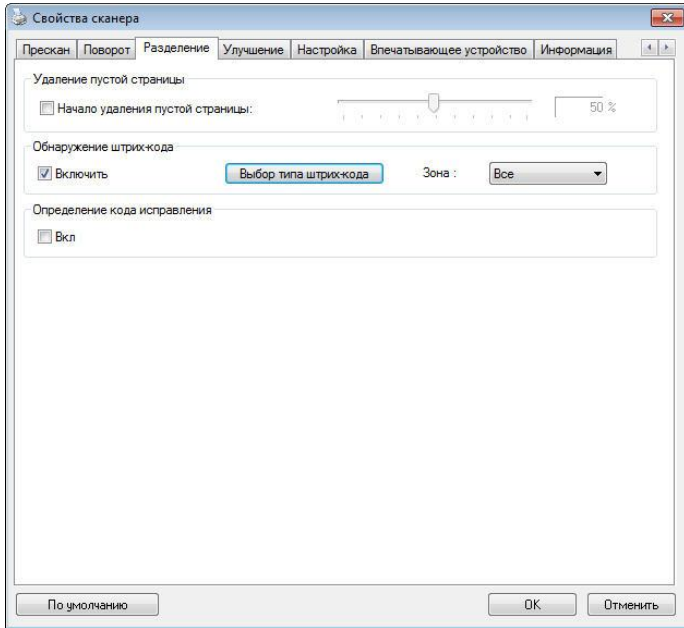 Свойства сканера
Прескан Поворот Разделение Улучшение Настройка Впечатывающее устройство Информация
Удаление пустой страницы
Начало удаления пустой страницы: 50 %
Обнаружение штрих-кода
Включить Выбор типа штрих-кода Зона : Все
Определение кода исправления
Вкл
По умолчанию OK Отменить